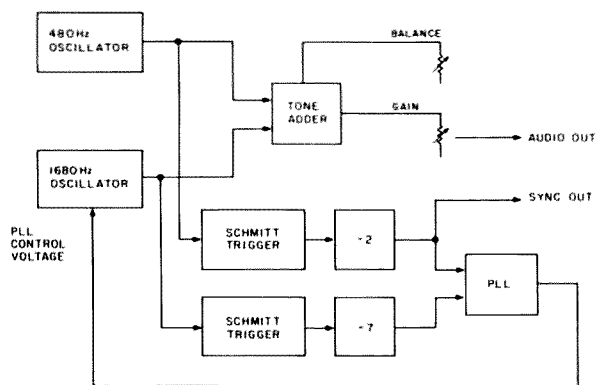 480Hz
OSCILLATOR
BALANCE
TONE
ADDER
GAIN
AUDIO OUT
1680Hz
OSCILLATOR
SYNC OUT
PLL
CONTROL
VOLTAGE
SCHMITT
TRIGGER
÷2
PLL
SCHMITT
TRIGGER
÷7